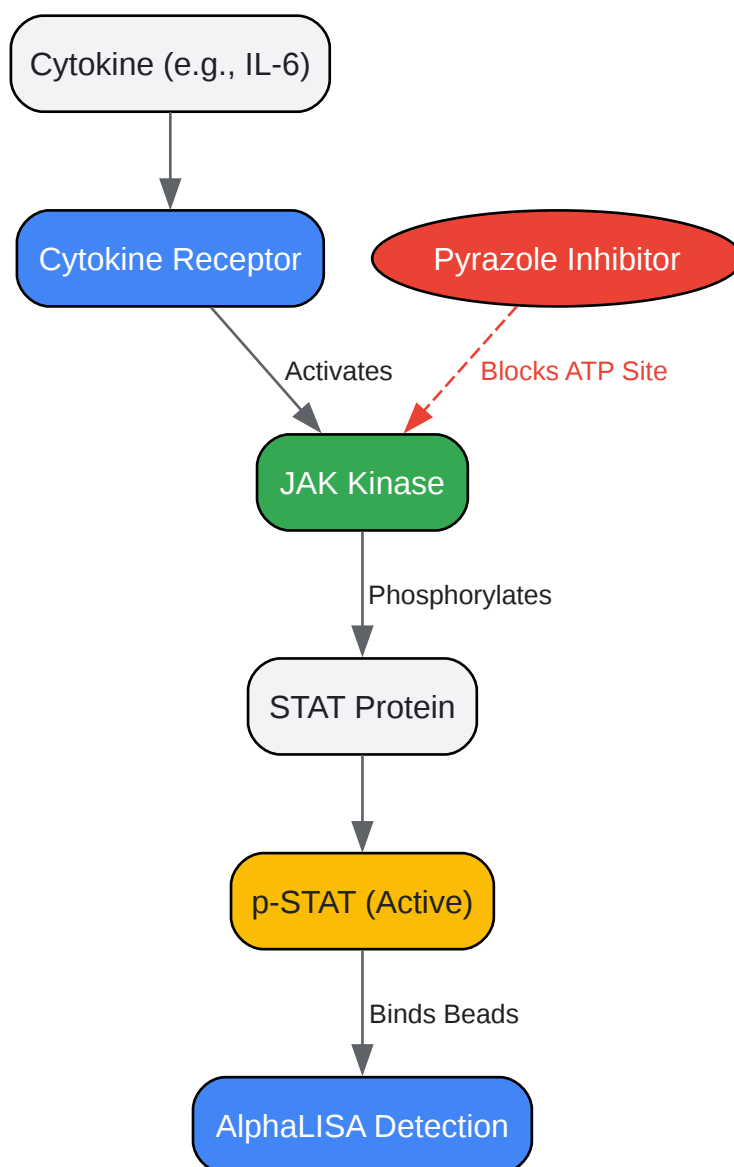 Cytokine (e.g., IL-6)
Cytokine Receptor
Pyrazole Inhibitor
Activates
Blocks ATP Site
JAK Kinase
Phosphorylates
STAT Protein
p-STAT (Active)
Binds Beads
AlphaLISA Detection